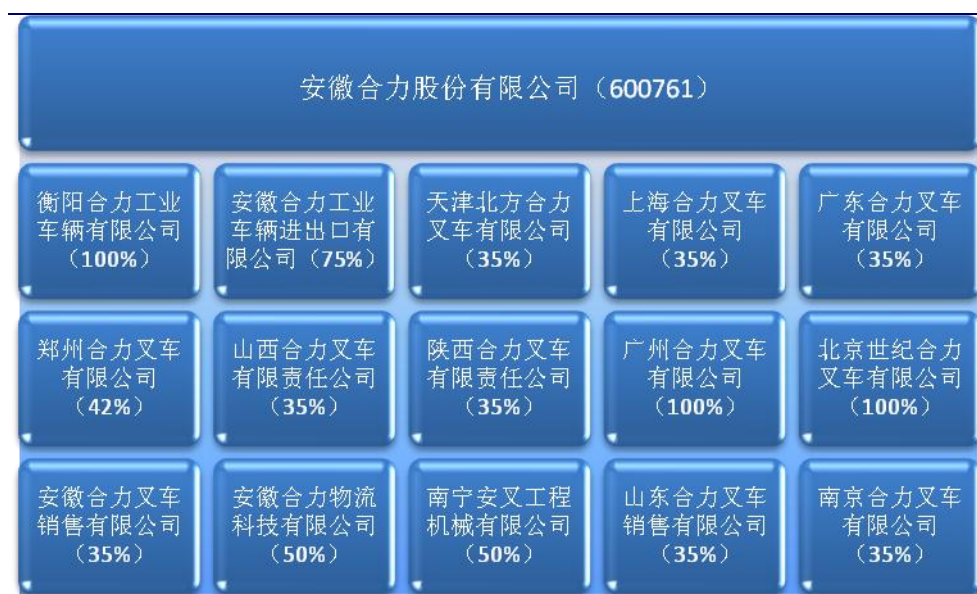 安徽合力股份有限公司（600761）
衡阳合力工业
车辆有限公司
（100%）
安徽合力工业
车辆进出口有
限公司（75%）
天津北方合力
叉车有限公司
（35%）
上海合力叉车
有限公司
（35%）
广东合力叉车
有限公司
（35%）
郑州合力叉车
有限公司
（42%）
山西合力叉车
有限责任公司
（35%）
陕西合力叉车
有限责任公司
（35%）
广州合力叉车
有限公司
（100%）
北京世纪合力
叉车有限公司
（100%）
安徽合力叉车
销售有限公司
（35%）
安徽合力物流
科技有限公司
（50%）
南宁安叉工程
机械有限公司
（50%）
山东合力叉车
销售有限公司
（35%）
南京合力叉车
有限公司
（35%）